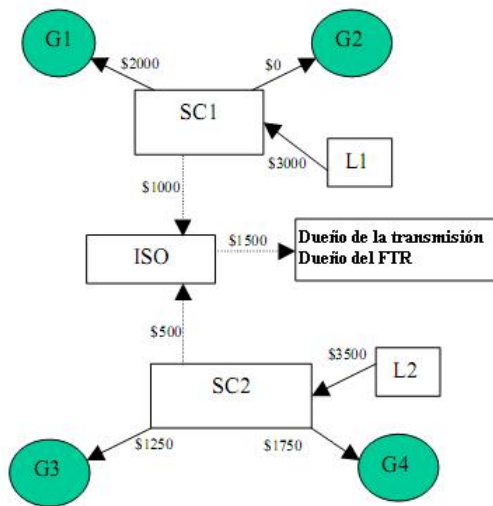 G1
G2
$2000
$0
SC1
L1
$3000
$1000
ISO
$1500
Dueño de la transmisión
Dueño del FTR
$500
$3500
SC2
L2
$1250
$1750
G3
G4